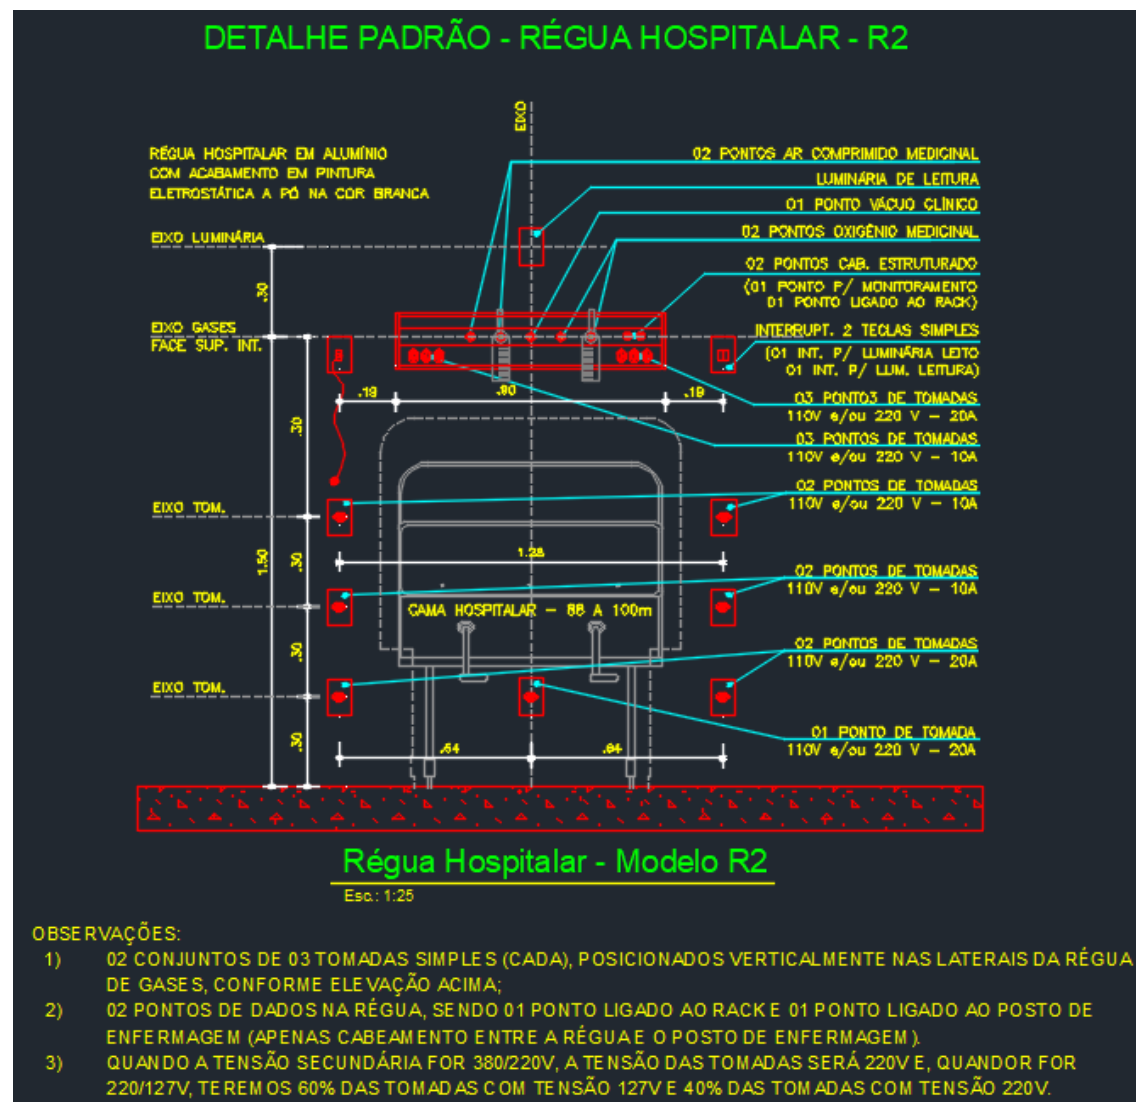 DETALHE PADRÃO - RÉGUA HOSPITALAR - R2
EIXO
RÉGUA HOSPITALAR EM ALUMÍNIO
COM ACABAMENTO EM PINTURA
ELETROSTÁTICA A PÓ NA COR BRANCA
02 PONTOS AR COMPRIMIDO MEDICINAL
LUMINÁRIA DE LEITURA
01 PONTO VÁCUO CLÍNICO
02 PONTOS OXIGÊNIO MEDICINAL
EIXO LUMINÁRIA
02 PONTOS CAB. ESTRUTURADO
(01 PONTO P/ MONITORAMENTO
01 PONTO LIGADO AO RACK)
.30
EIXO GASES
FACE SUP. INT.
INTERRUPT. 2 TECLAS SIMPLES
(01 INT. P/ LUMINÁRIA LEITO
01 INT. P/ LUM. LEITURA)
.19
.90
.19
03 PONTOS DE TOMADAS
110V e/ou 220 V - 20A
.30
03 PONTOS DE TOMADAS
110V e/ou 220 V - 10A
02 PONTOS DE TOMADAS
110V e/ou 220 V - 10A
EIXO TOM.
1.50
.30
1.28
02 PONTOS DE TOMADAS
110V e/ou 220 V - 10A
EIXO TOM.
CAMA HOSPITALAR - 88 A 100m
.30
02 PONTOS DE TOMADAS
110V e/ou 220 V - 20A
EIXO TOM.
.30
.64
.64
01 PONTO DE TOMADA
110V e/ou 220 V - 20A
Régua Hospitalar - Modelo R2
Esc.: 1:25
OBSERVAÇÕES:
1) 02 CONJUNTOS DE 03 TOMADAS SIMPLES (CADA), POSICIONADOS VERTICALMENTE NAS LATERAIS DA RÉGUA
DE GASES, CONFORME ELEVAÇÃO ACIMA;
2) 02 PONTOS DE DADOS NA RÉGUA, SENDO 01 PONTO LIGADO AO RACK E 01 PONTO LIGADO AO POSTO DE
ENFERMAGEM (APENAS CABEAMENTO ENTRE A RÉGUA E O POSTO DE ENFERMAGEM).
3) QUANDO A TENSÃO SECUNDÁRIA FOR 380/220V, A TENSÃO DAS TOMADAS SERÁ 220V E, QUANDOR FOR
220/127V, TEREMOS 60% DAS TOMADAS COM TENSÃO 127V E 40% DAS TOMADAS COM TENSÃO 220V.